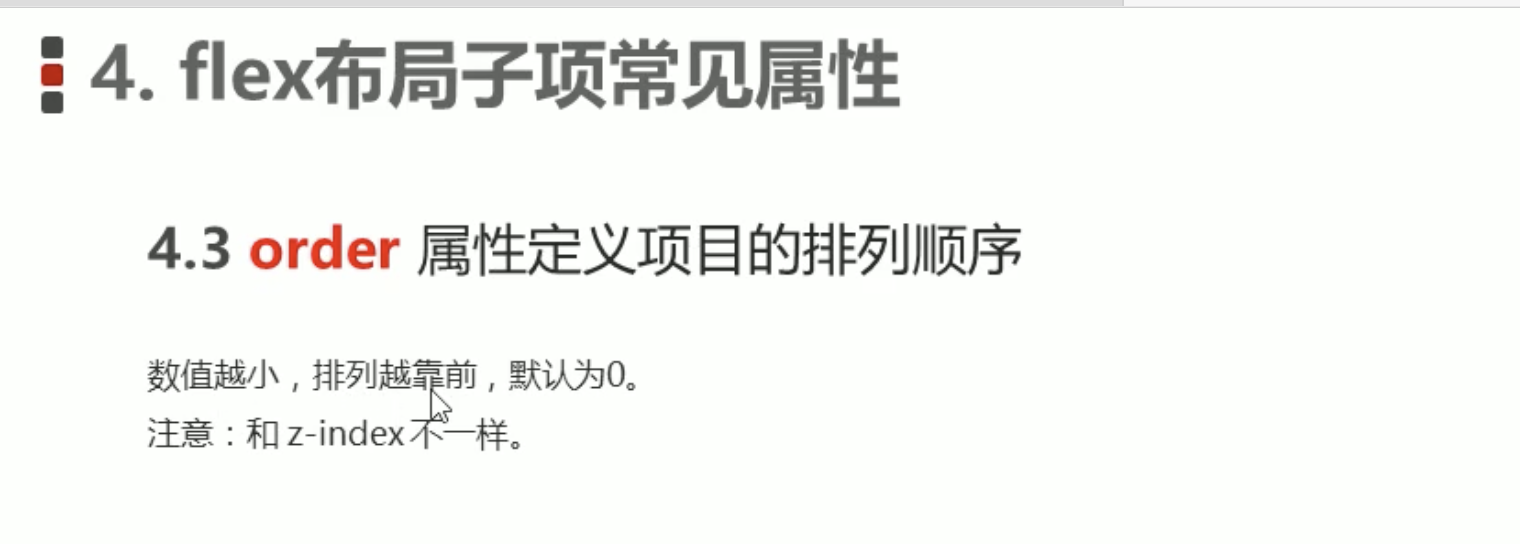 4. flex布局子项常见属性
4.3 order 属性定义项目的排列顺序
数值越小，排列越靠前，默认为0。
注意：和 z-index 不一样。